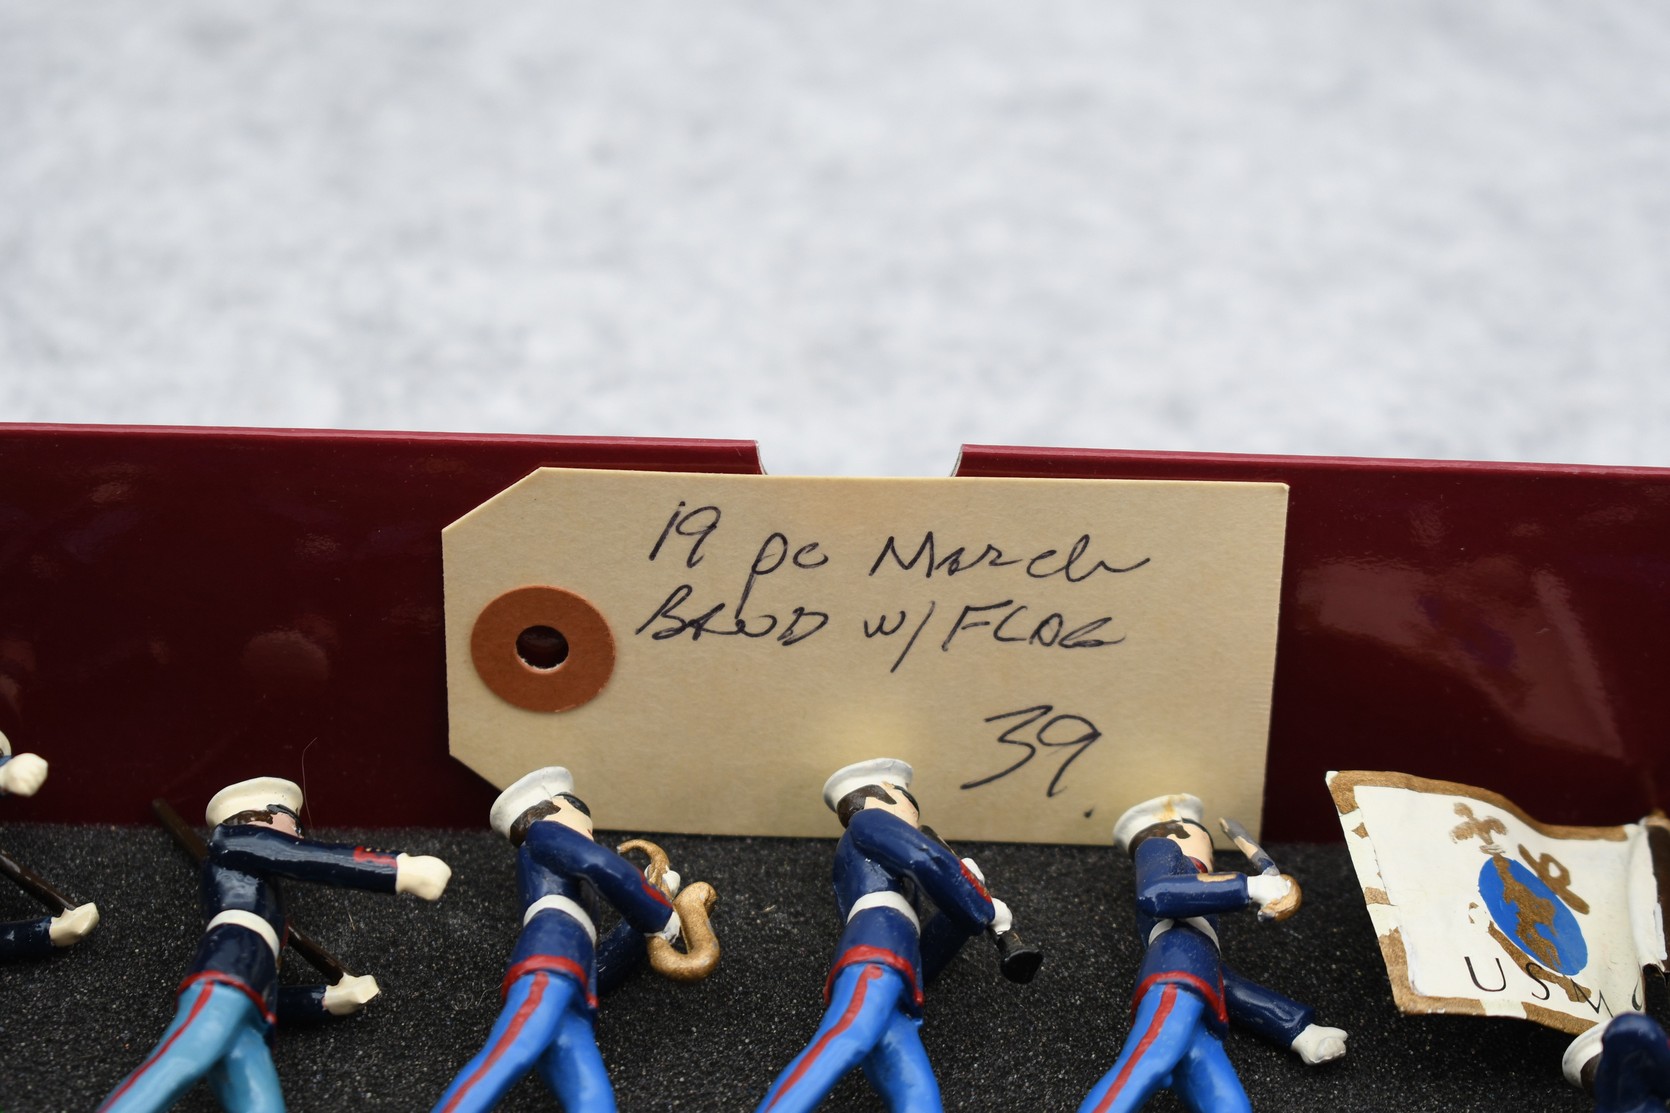 19 pc March
BAND w/ FLAG
39.
USMC